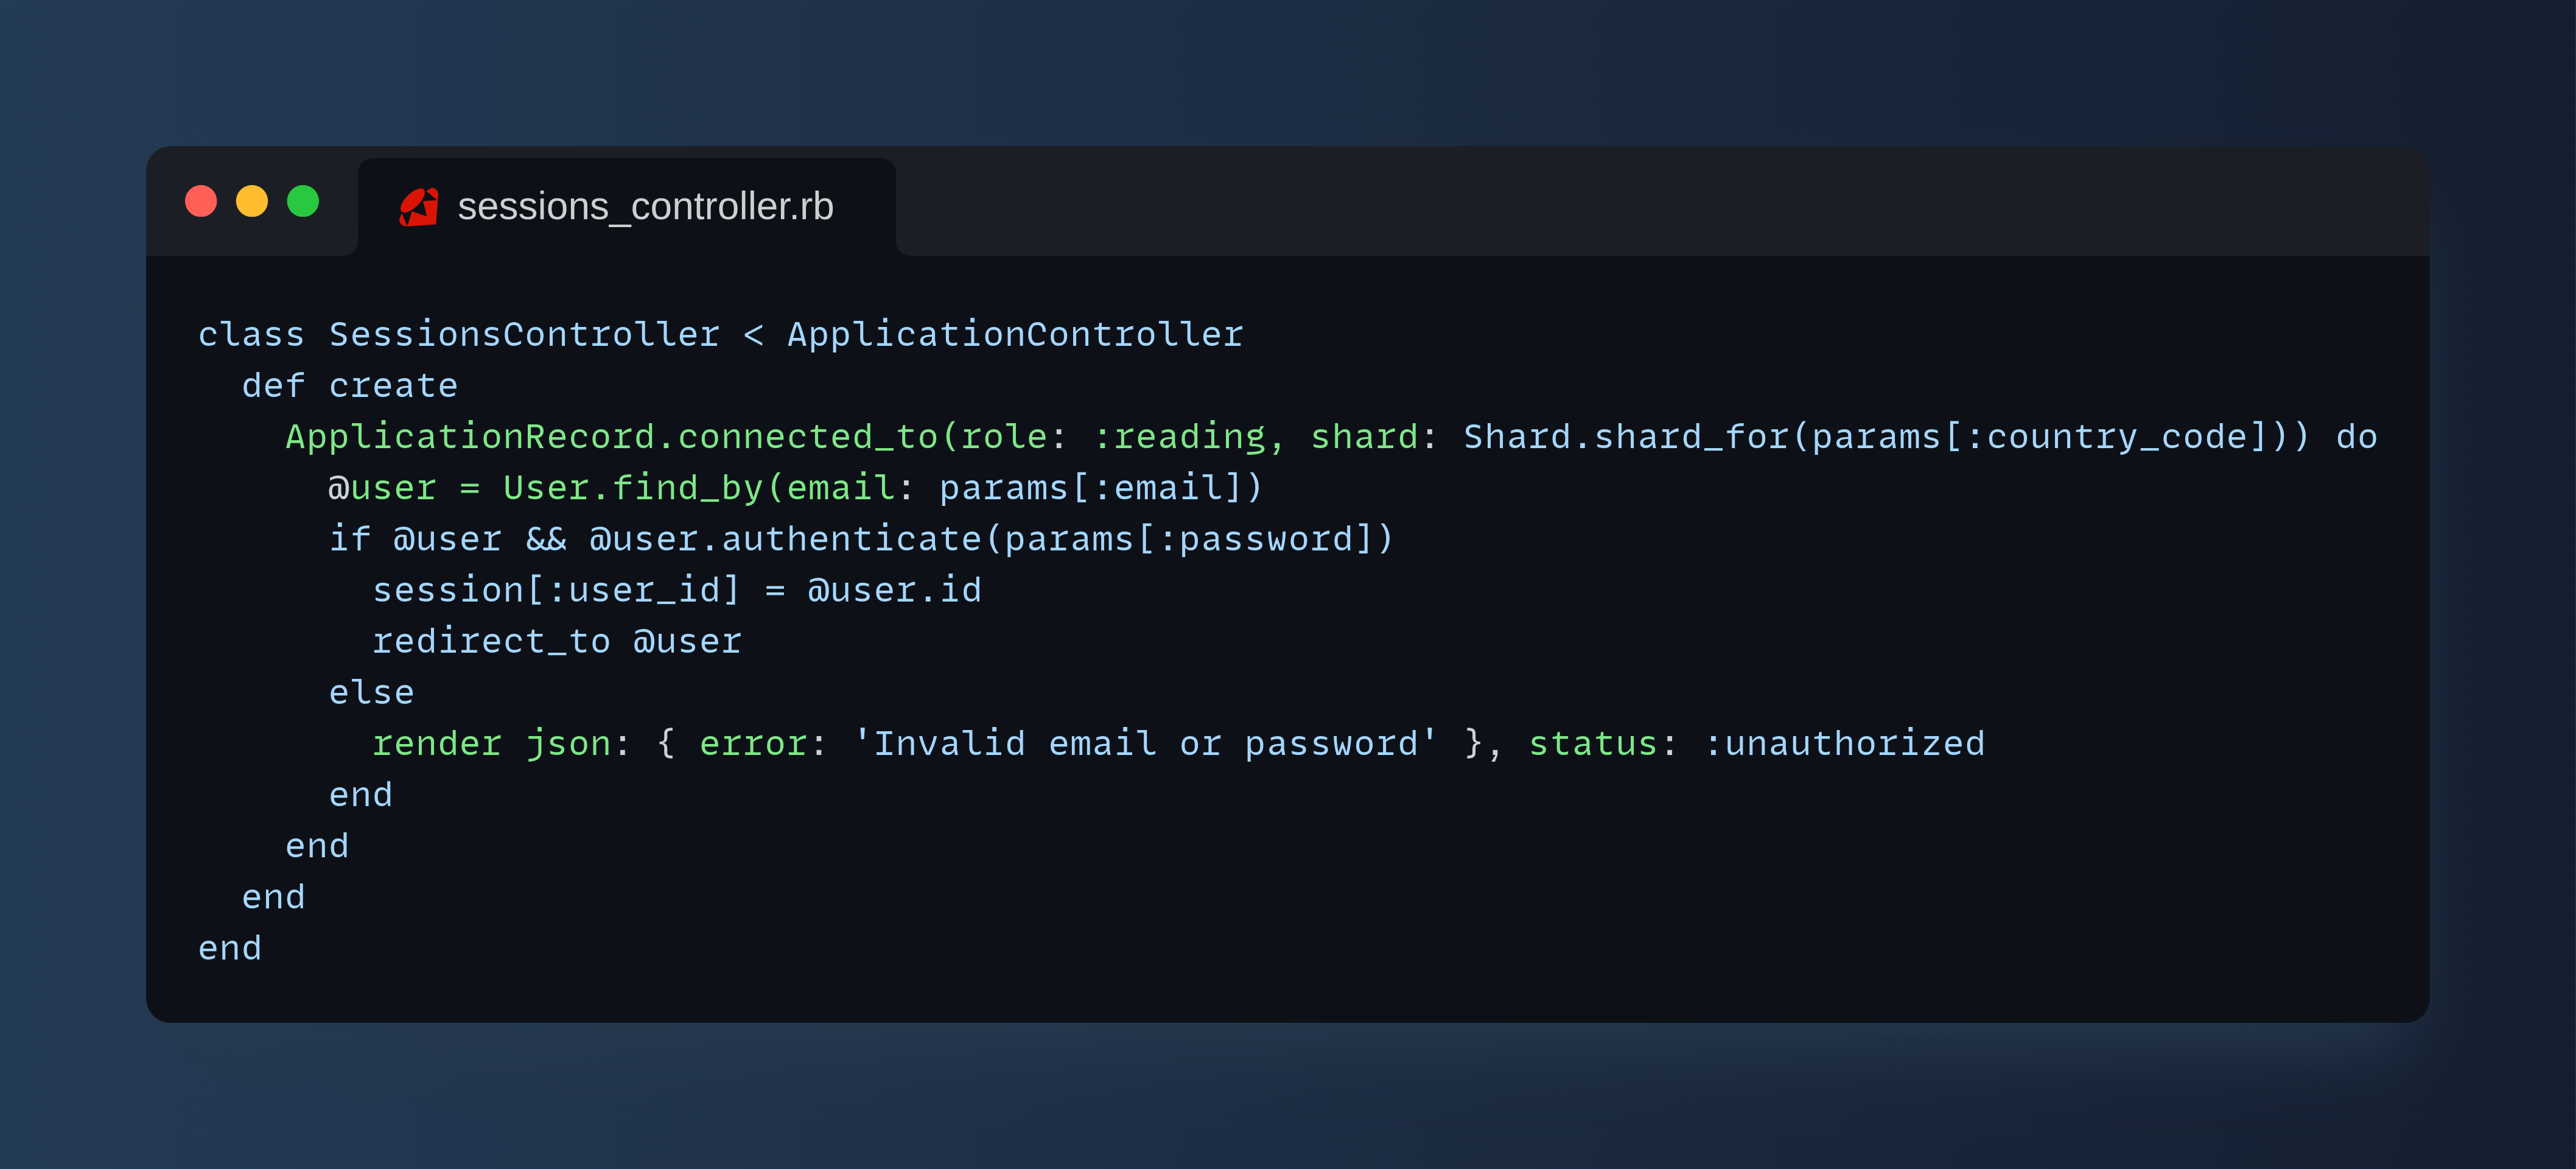 sessions_controller.rb
class SessionsController < ApplicationController
  def create
    ApplicationRecord.connected_to(role: :reading, shard: Shard.shard_for(params[:country_code])) do
      @user = User.find_by(email: params[:email])
      if @user && @user.authenticate(params[:password])
        session[:user_id] = @user.id
        redirect_to @user
      else
        render json: { error: 'Invalid email or password' }, status: :unauthorized
      end
    end
  end
end